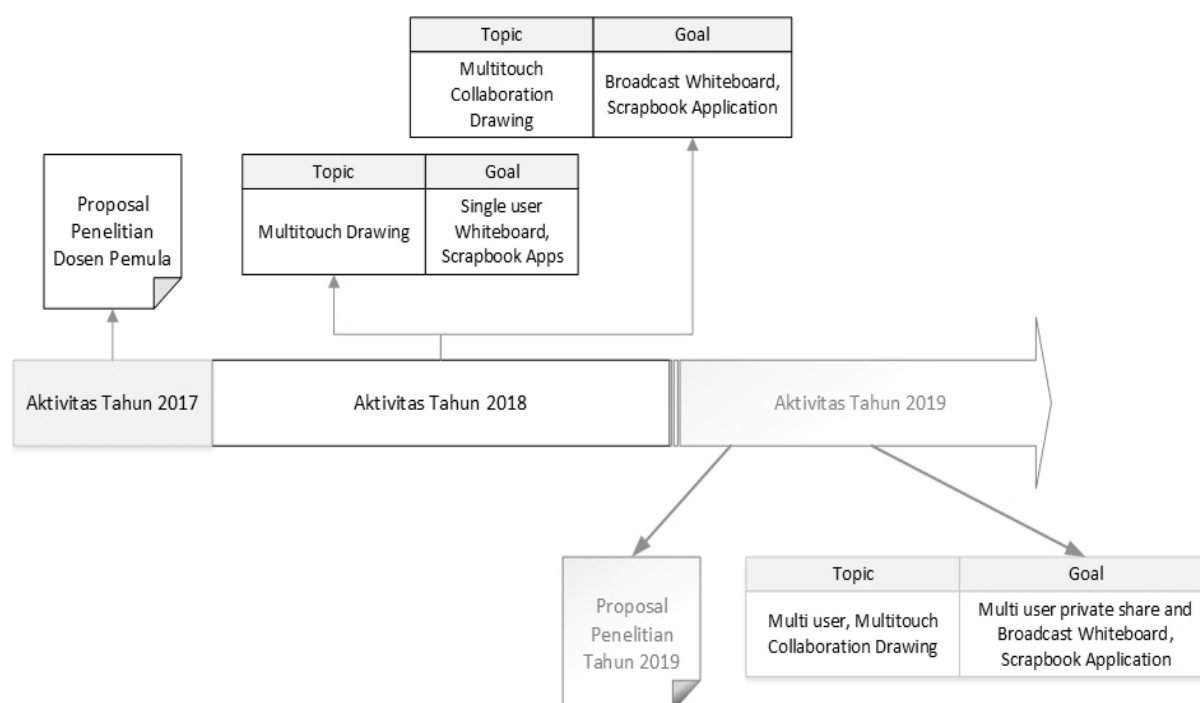 Topic Goal
Multitouch
Collaboration
Drawing
Broadcast Whiteboard,
Scrapbook Application
Proposal
Penelitian
Dosen Pemula
Topic Goal
Multitouch Drawing
Single user
Whiteboard,
Scrapbook Apps
Aktivitas Tahun 2017
Aktivitas Tahun 2018
Aktivitas Tahun 2019
Proposal
Penelitian
Tahun 2019
Topic Goal
Multi user, Multitouch
Collaboration Drawing
Multi user private share and
Broadcast Whiteboard,
Scrapbook Application